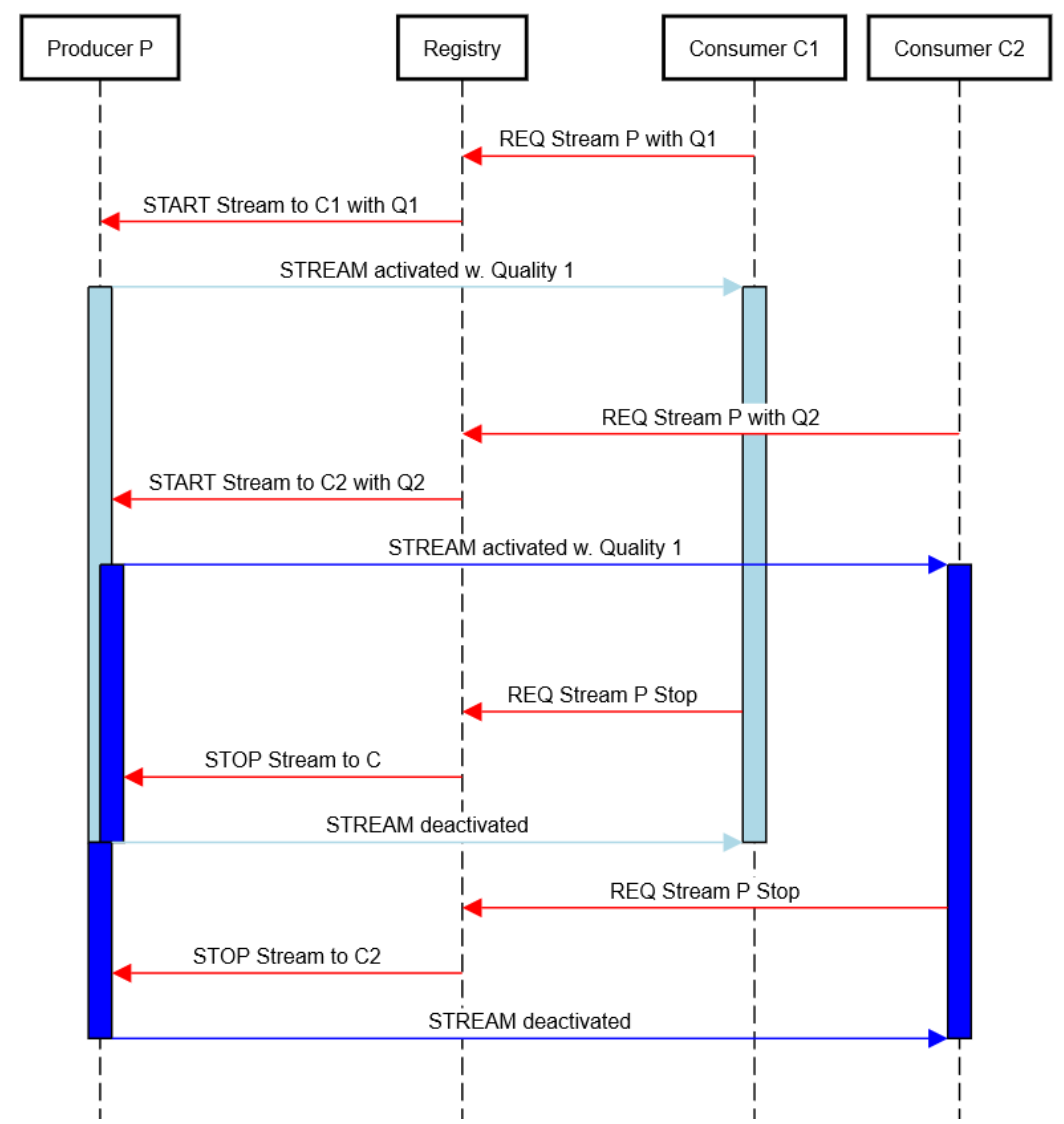 Producer P
Registry
Consumer C1
Consumer C2
REQ Stream P with Q1
START Stream to C1 with Q1
STREAM activated w. Quality 1
REQ Stream P with Q2
START Stream to C2 with Q2
STREAM activated w. Quality 1
REQ Stream P Stop
STOP Stream to C
STREAM deactivated
REQ Stream P Stop
STOP Stream to C2
STREAM deactivated